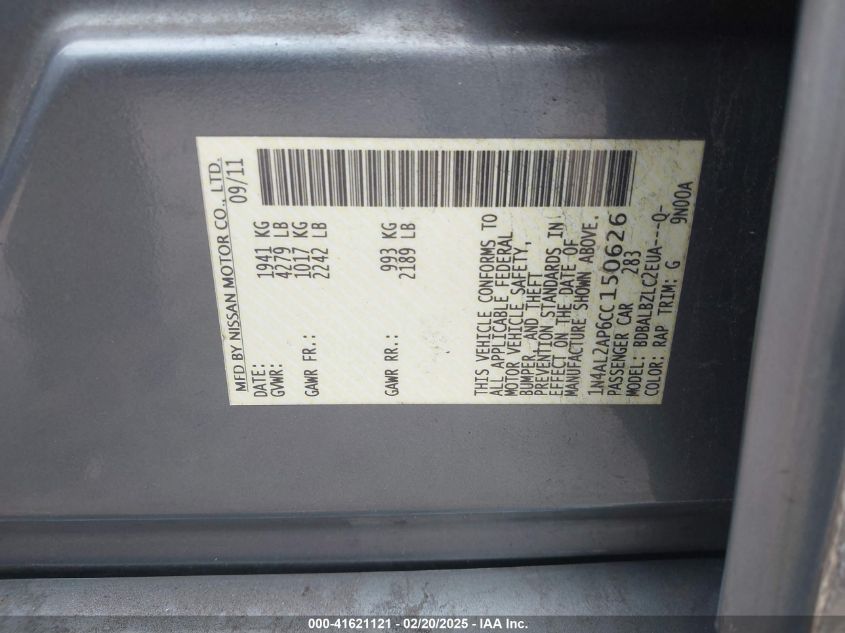 MFD BY NISSAN MOTOR CO., LTD.
DATE: 09/11
GVWR: 1941 KG
4279 LB
GAWR FR.: 1017 KG
2242 LB
GAWR RR.: 993 KG
2189 LB
THIS VEHICLE CONFORMS TO
ALL APPLICABLE FEDERAL
MOTOR VEHICLE SAFETY,
BUMPER, AND THEFT
PREVENTION STANDARDS IN
EFFECT ON THE DATE OF
MANUFACTURE SHOWN ABOVE.
1N4AL2AP6CC150626
PASSENGER CAR 283
MODEL: BDBALBZLC2EUA---Q-
COLOR: RAP TRIM: G 9N00A
000-41621121 - 02/20/2025 - IAA Inc.